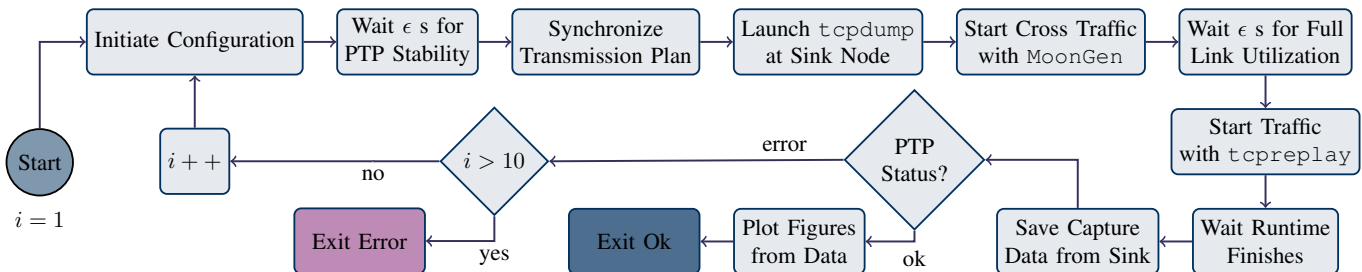 Initiate Configuration
Wait ϵ s for
PTP Stability
Synchronize
Transmission Plan
Launch tcpdump
at Sink Node
Start Cross Traffic
with MoonGen
Wait ϵ s for Full
Link Utilization
Start Traffic
with tcpreplay
Wait Runtime
Finishes
Save Capture
Data from Sink
PTP
Status?
error
ok
Plot Figures
from Data
Exit Ok
i > 10
no
yes
Exit Error
i + +
Start
i = 1